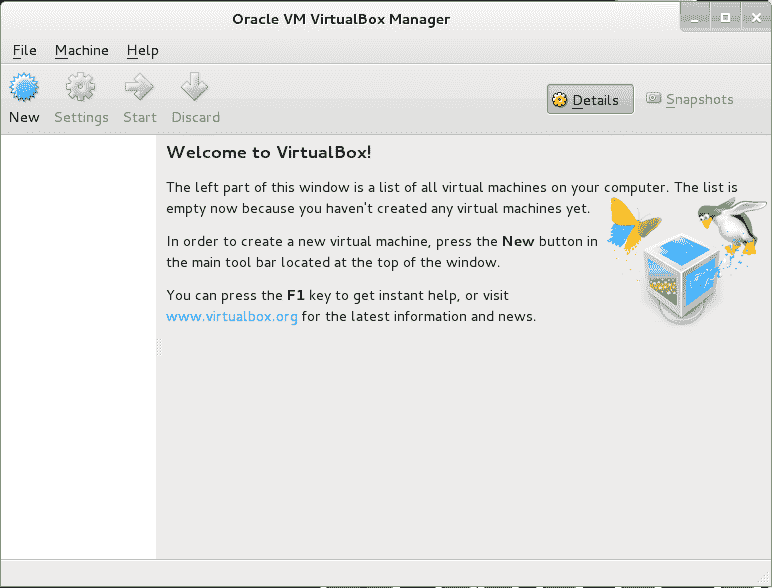 Oracle VM VirtualBox Manager
File Machine Help
New Settings Start Discard
Details Snapshots
Welcome to VirtualBox!
The left part of this window is a list of all virtual machines on your computer. The list is
empty now because you haven't created any virtual machines yet.
In order to create a new virtual machine, press the New button in
the main tool bar located at the top of the window.
You can press the F1 key to get instant help, or visit
www.virtualbox.org for the latest information and news.